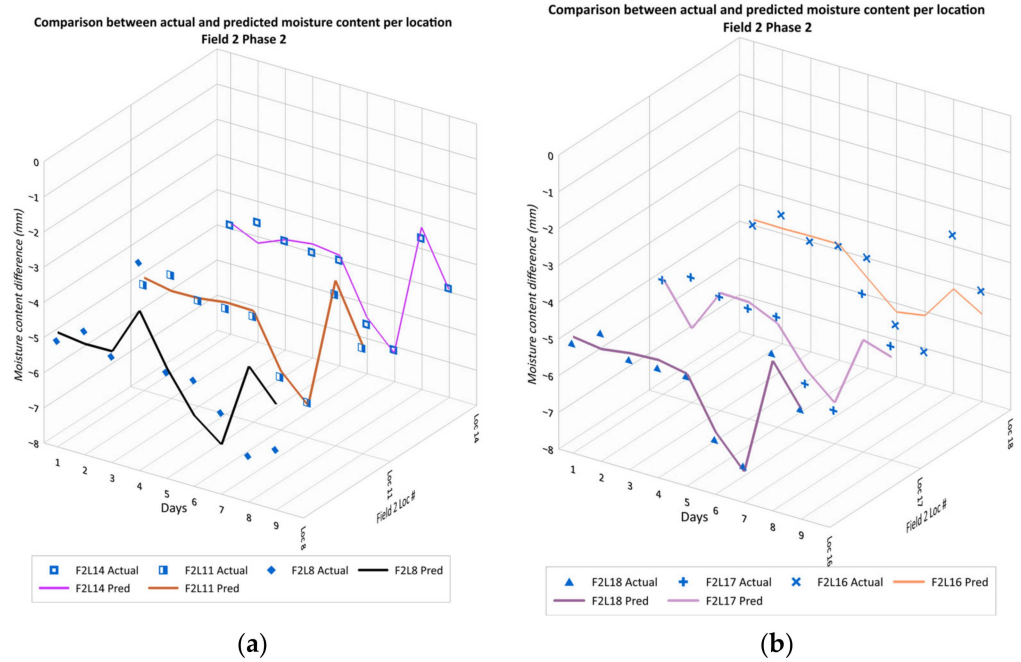 Comparison between actual and predicted moisture content per location
Field 2 Phase 2
0
~1
~2
~3
~4
~5
~6
~7
~8
Moisture content difference (mm)
1
2
3
4
5
6
7
8
9
Days
Loc 8
Loc 11
Loc 14
Field 2 Loc #
F2L14 Actual
F2L11 Actual
F2L8 Actual
F2L8 Pred
F2L14 Pred
F2L11 Pred
(a)
Comparison between actual and predicted moisture content per location
Field 2 Phase 2
0
~1
~2
~3
~4
~5
~6
~7
~8
Moisture content difference (mm)
1
2
3
4
5
6
7
8
9
Days
Loc 16
Loc 17
Loc 18
Field 2 Loc #
F2L18 Actual
F2L17 Actual
F2L16 Actual
F2L16 Pred
F2L18 Pred
F2L17 Pred
(b)